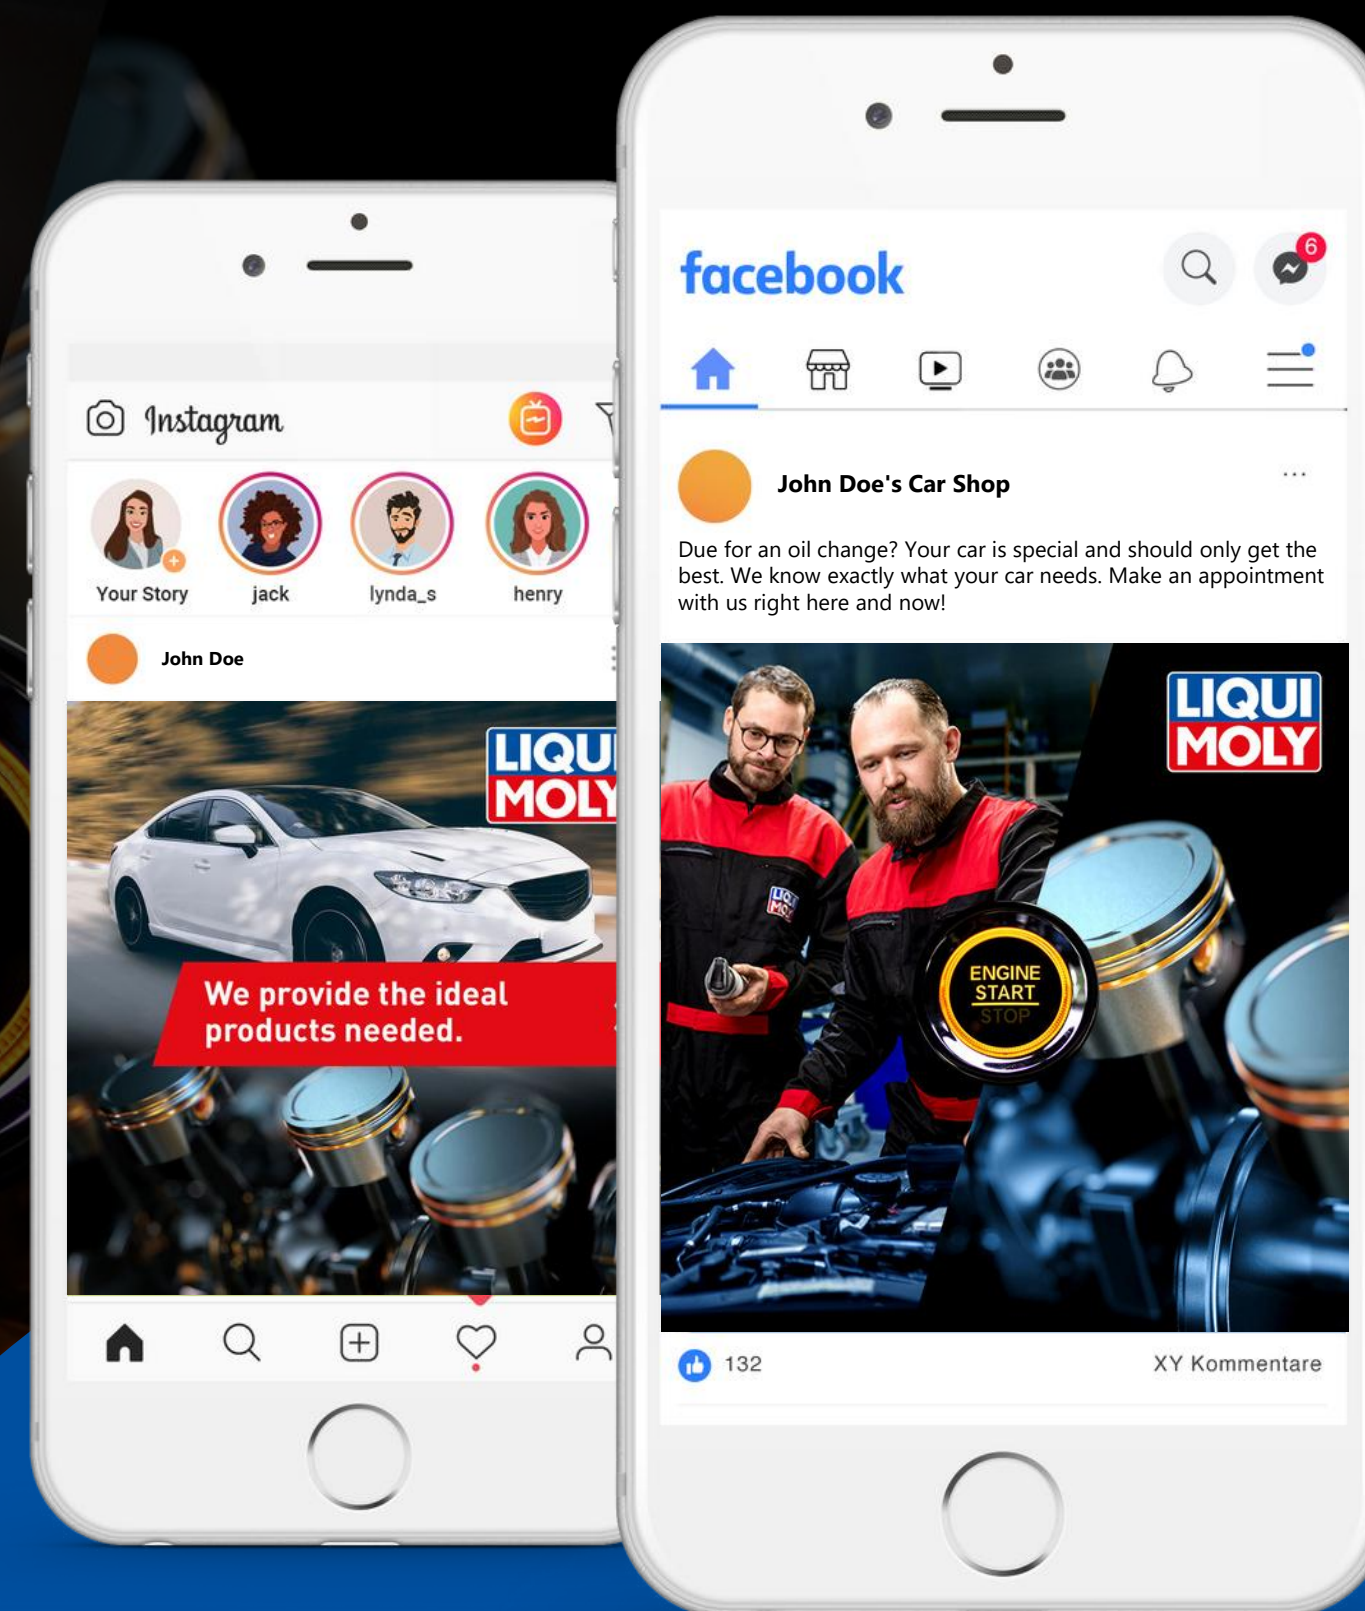 Instagram
Your Story
jack
lynda_s
henry
John Doe
LIQUI
MOLY
We provide the ideal
products needed.
facebook
6
John Doe's Car Shop
...
Due for an oil change? Your car is special and should only get the
best. We know exactly what your car needs. Make an appointment
with us right here and now!
LIQUI
MOLY
LIQUI
MOLY
ENGINE
START
STOP
132
XY Kommentare